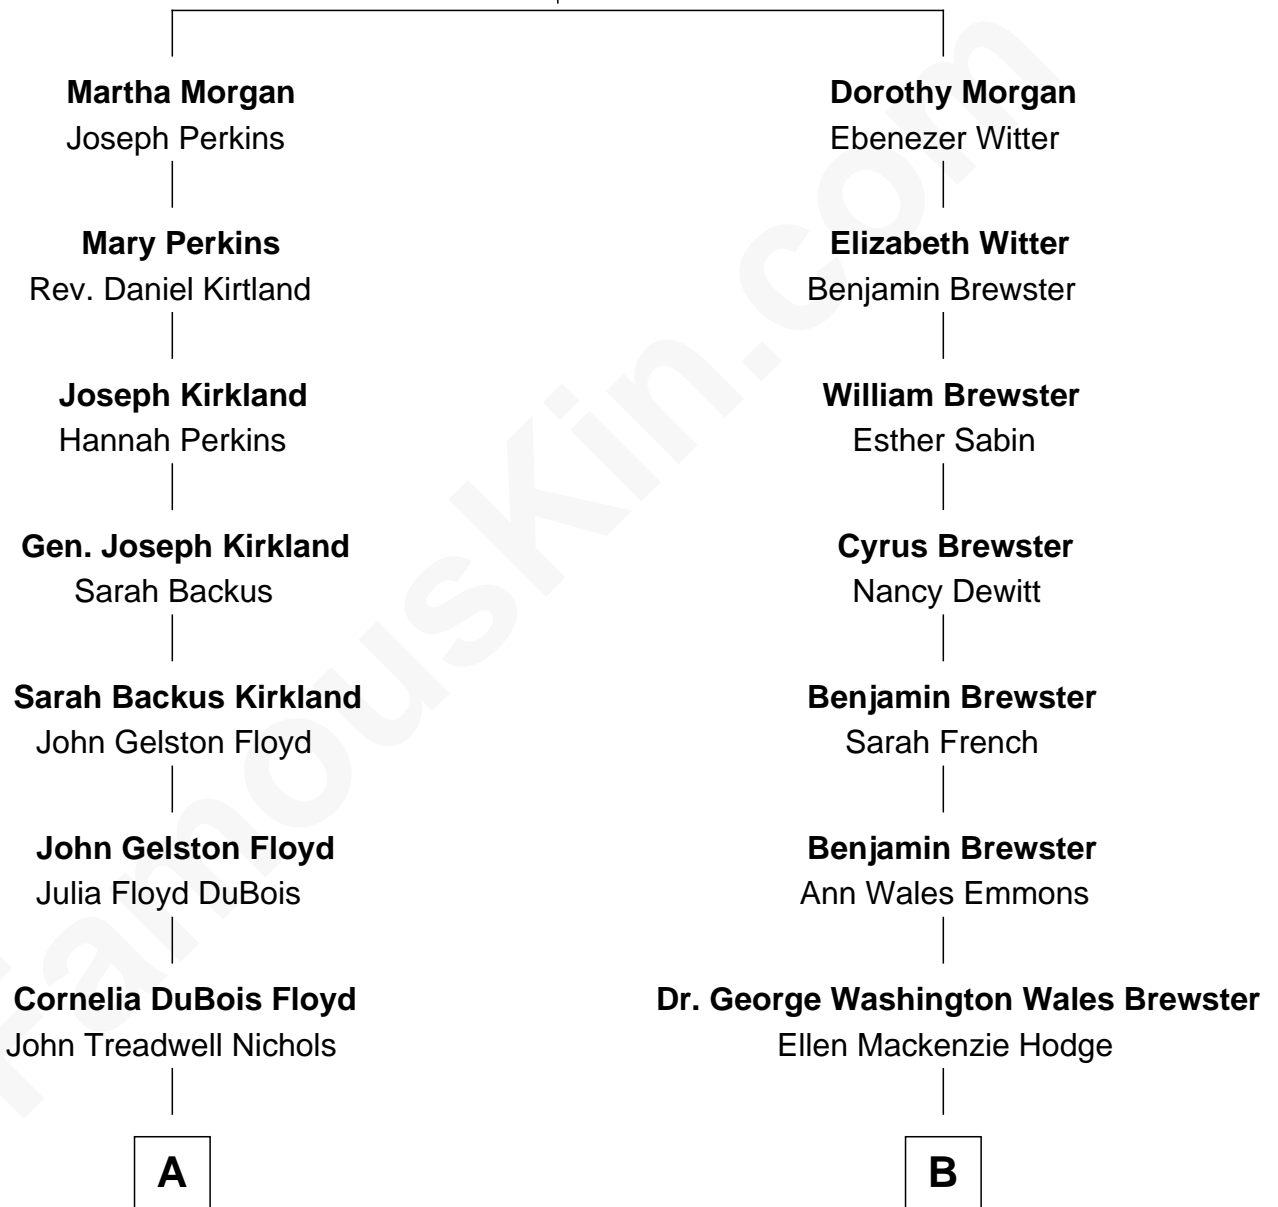 Martha Morgan
Joseph Perkins
Dorothy Morgan
Ebenezer Witter
Mary Perkins
Rev. Daniel Kirtland
Elizabeth Witter
Benjamin Brewster
Joseph Kirkland
Hannah Perkins
William Brewster
Esther Sabin
Gen. Joseph Kirkland
Sarah Backus
Cyrus Brewster
Nancy Dewitt
Sarah Backus Kirkland
John Gelston Floyd
Benjamin Brewster
Sarah French
John Gelston Floyd
Julia Floyd DuBois
Benjamin Brewster
Ann Wales Emmons
Cornelia DuBois Floyd
John Treadwell Nichols
Dr. George Washington Wales Brewster
Ellen Mackenzie Hodge
A
B
FamousKin.com